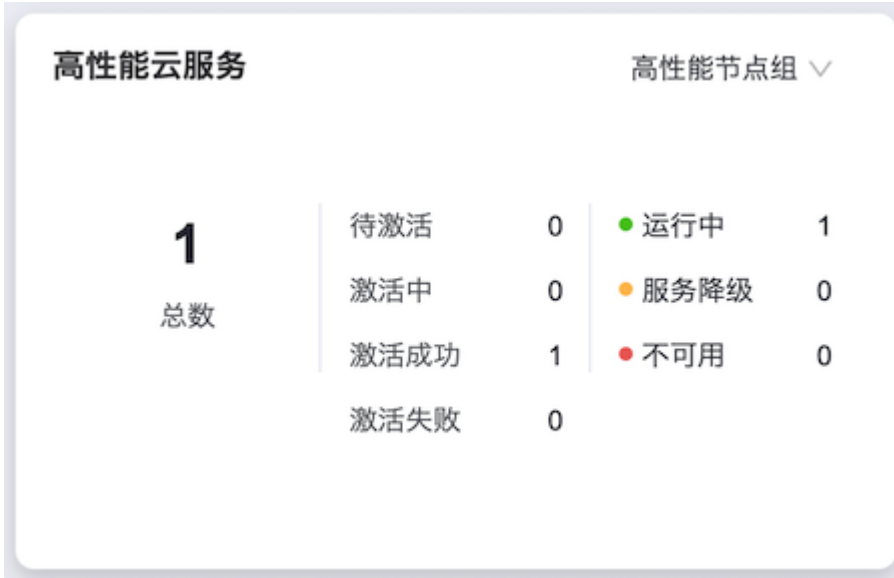 高性能云服务
高性能节点组
1
总数
待激活 0
激活中 0
激活成功 1
激活失败 0
运行中 1
服务降级 0
不可用 0